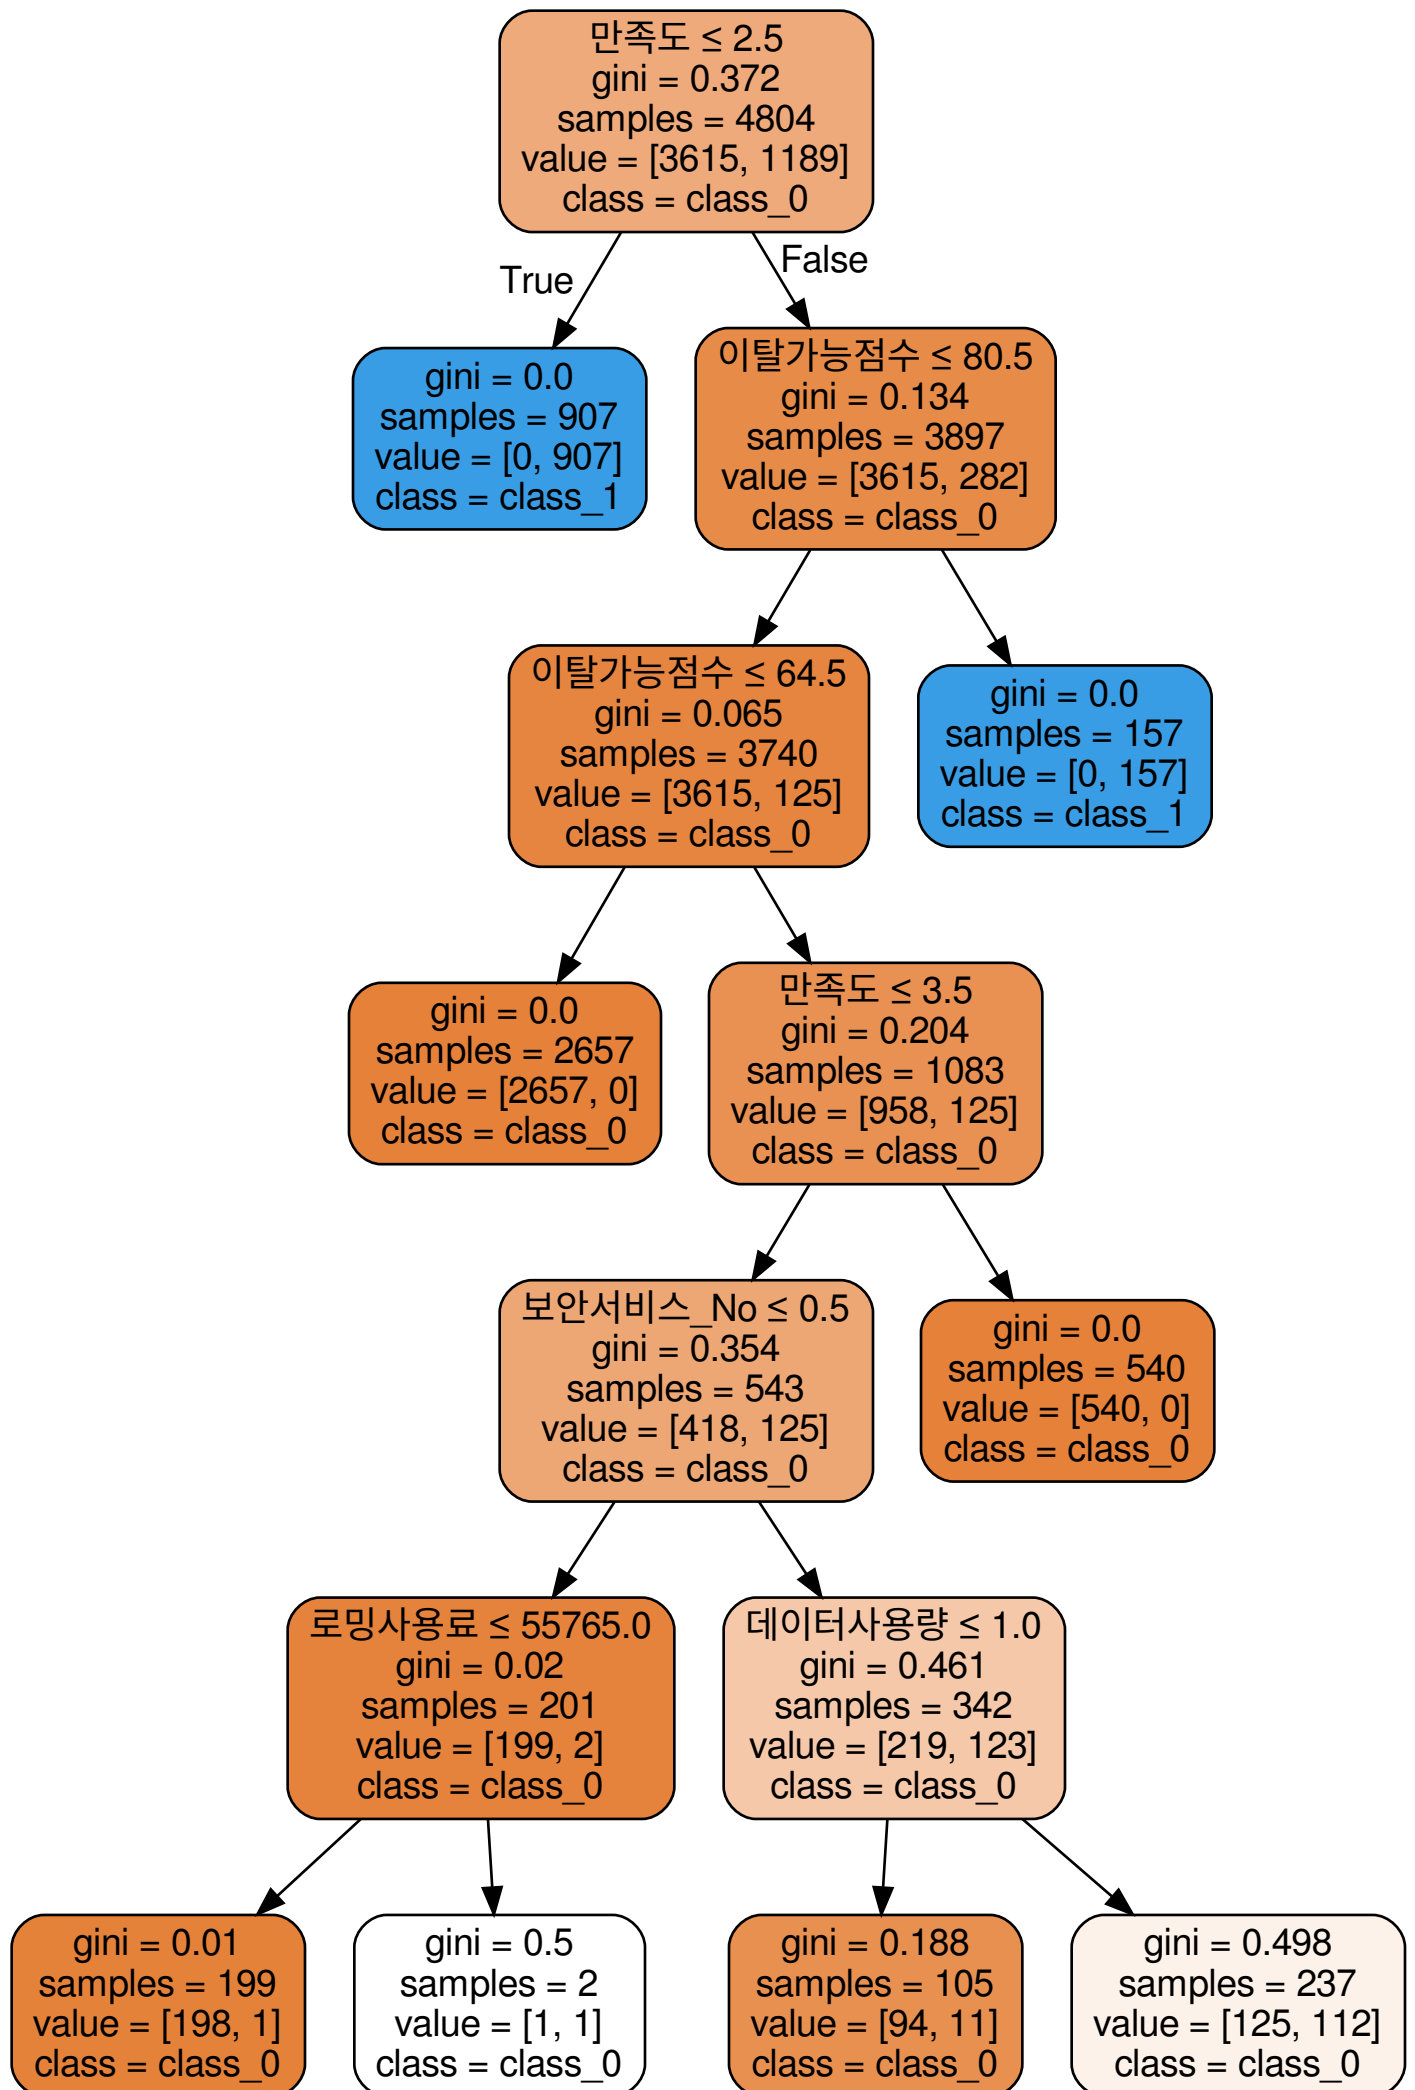 만족도 ≤ 2.5
gini = 0.372
samples = 4804
value = [3615, 1189]
class = class_0
True
False
gini = 0.0
samples = 907
value = [0, 907]
class = class_1
이탈가능점수 ≤ 80.5
gini = 0.134
samples = 3897
value = [3615, 282]
class = class_0
이탈가능점수 ≤ 64.5
gini = 0.065
samples = 3740
value = [3615, 125]
class = class_0
gini = 0.0
samples = 157
value = [0, 157]
class = class_1
gini = 0.0
samples = 2657
value = [2657, 0]
class = class_0
만족도 ≤ 3.5
gini = 0.204
samples = 1083
value = [958, 125]
class = class_0
보안서비스_No ≤ 0.5
gini = 0.354
samples = 543
value = [418, 125]
class = class_0
gini = 0.0
samples = 540
value = [540, 0]
class = class_0
로밍사용료 ≤ 55765.0
gini = 0.02
samples = 201
value = [199, 2]
class = class_0
데이터사용량 ≤ 1.0
gini = 0.461
samples = 342
value = [219, 123]
class = class_0
gini = 0.01
samples = 199
value = [198, 1]
class = class_0
gini = 0.5
samples = 2
value = [1, 1]
class = class_0
gini = 0.188
samples = 105
value = [94, 11]
class = class_0
gini = 0.498
samples = 237
value = [125, 112]
class = class_0